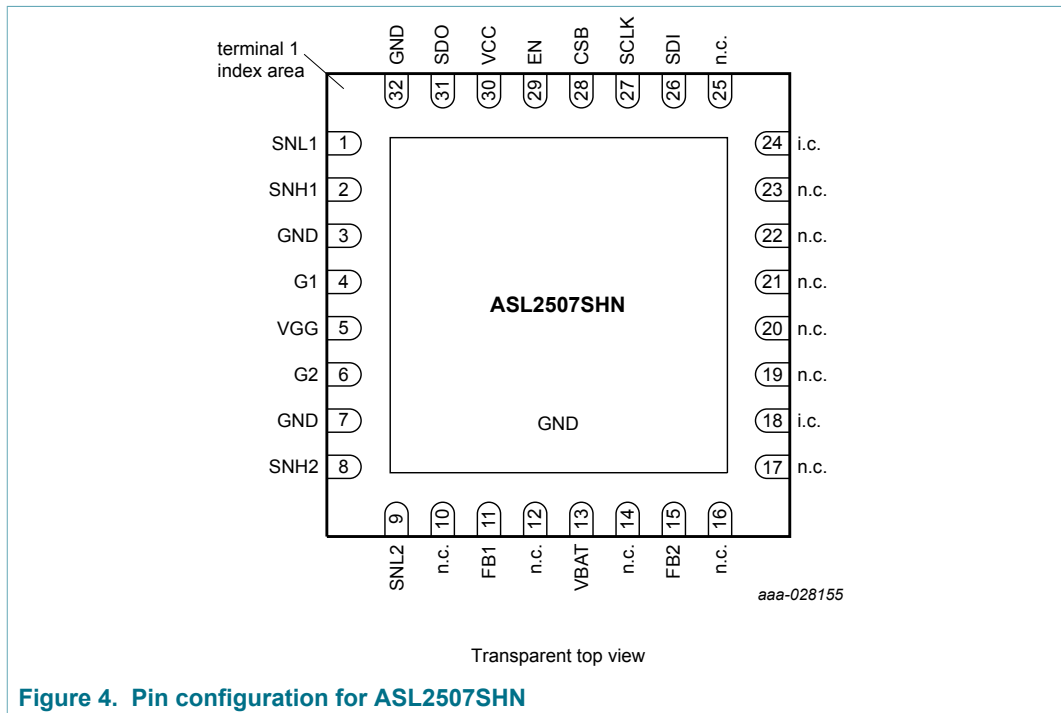 GND SDO VCC EN CSB SCLK SDI n.c.
terminal 1
index area
32 31 30 29 28 27 26 25
SNL1 1 24 i.c.
SNH1 2 23 n.c.
GND 3 22 n.c.
G1 4 21 n.c.
ASL2507SHN
VGG 5 20 n.c.
G2 6 19 n.c.
GND 7 GND 18 i.c.
SNH2 8 17 n.c.
9 10 11 12 13 14 15 16
SNL2 n.c. FB1 n.c. VBAT n.c. FB2 n.c.
aaa-028155
Transparent top view
Figure 4. Pin configuration for ASL2507SHN